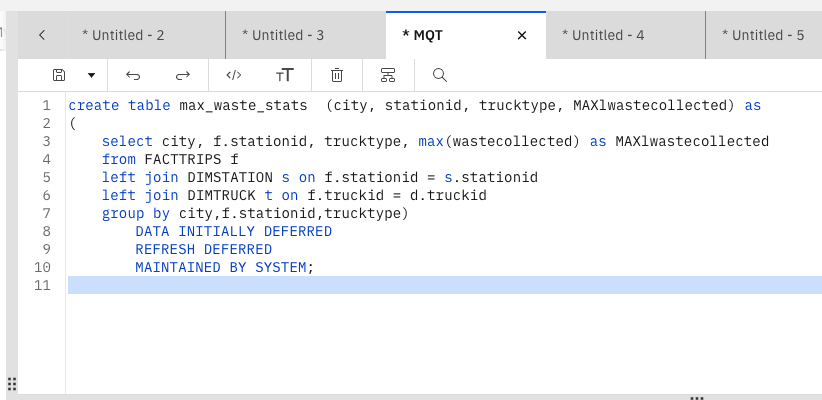 * Untitled - 2 * Untitled - 3 * MQT × * Untitled - 4 * Untitled - 5
</> TT
1 create table max_waste_stats  (city, stationid, trucktype, MAXlwastecollected) as
2 (
3     select city, f.stationid, trucktype, max(wastecollected) as MAXlwastecollected
4     from FACTTRIPS f
5     left join DIMSTATION s on f.stationid = s.stationid
6     left join DIMTRUCK t on f.truckid = d.truckid
7     group by city,f.stationid,trucktype)
8         DATA INITIALLY DEFERRED
9         REFRESH DEFERRED
10         MAINTAINED BY SYSTEM;
11